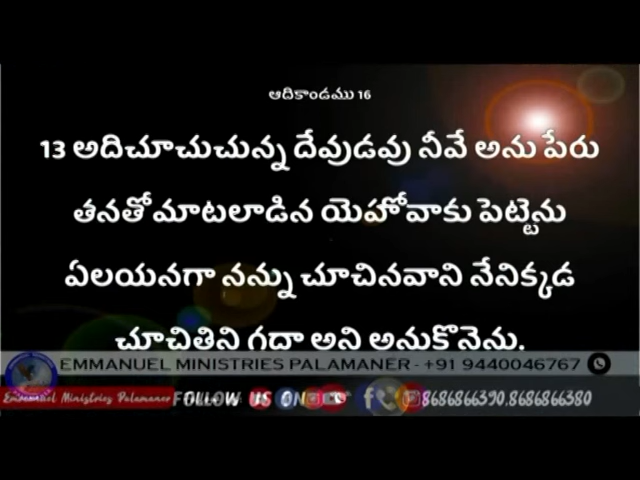 ఆదికాండము 16
13 అదిచూచుచున్న దేవుడవు నీవే అను పేరు
తనతో మాటలాడిన యెహోవాకు పెట్టెను
ఏలయనగా నన్ను చూచినవాని నేనిక్కడ
చూచితిని గదా అని అనుకొనెను.
EMMANUEL MINISTRIES PALAMANER - +91 9440046767
Emmanuel Ministries Palamaner FOLLOW US ON 8686866390.8686866380